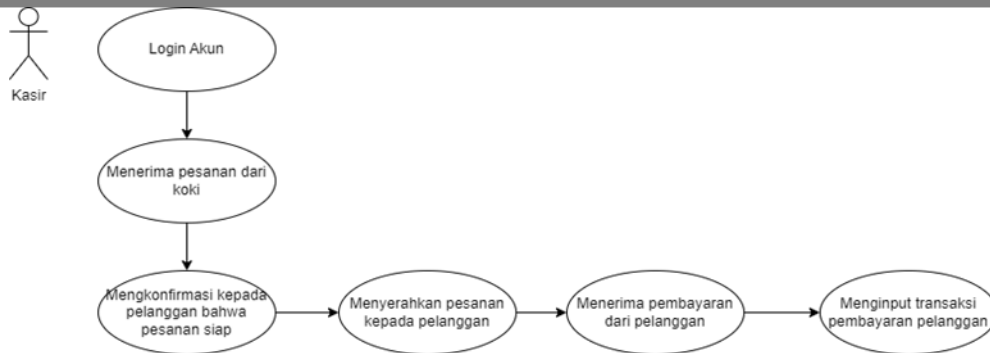 Kasir
Login Akun
Menerima pesanan dari
koki
Mengkonfirmasi kepada
pelanggan bahwa
pesanan siap
Menyerahkan pesanan
kepada pelanggan
Menerima pembayaran
dari pelanggan
Menginput transaksi
pembayaran pelanggan